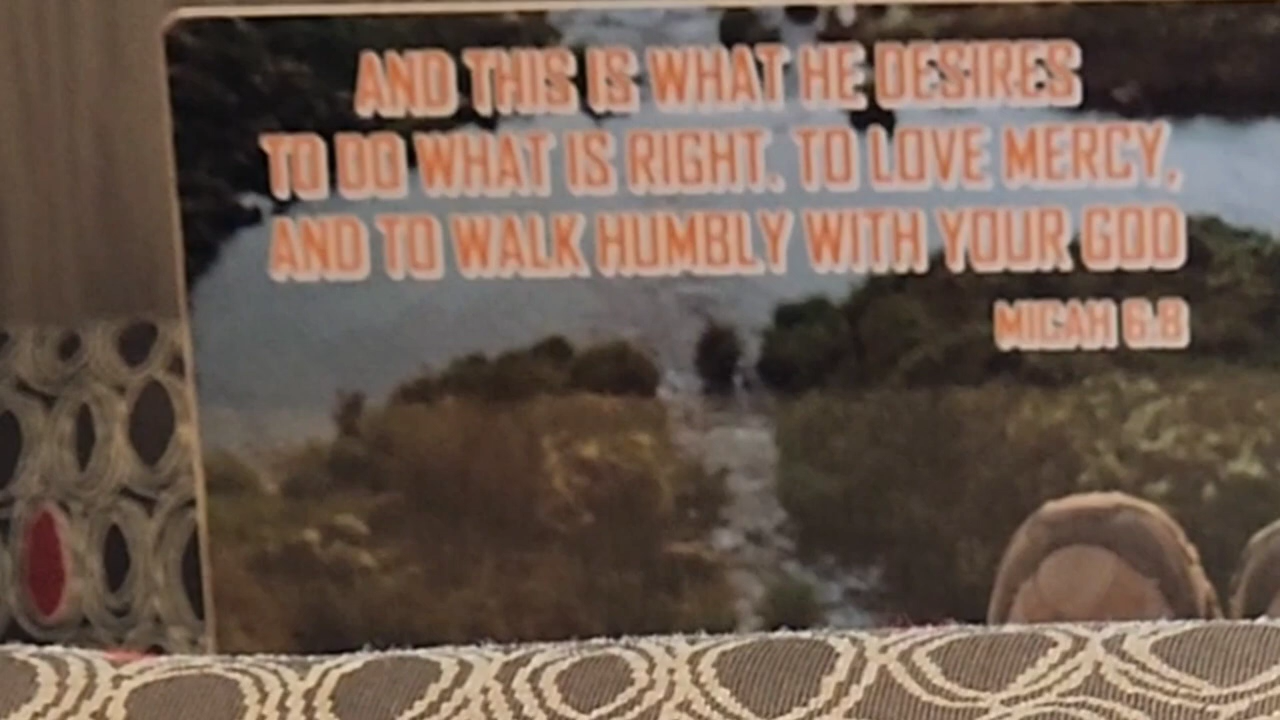 AND THIS IS WHAT HE DESIRES
TO DO WHAT IS RIGHT. TO LOVE MERCY,
AND TO WALK HUMBLY WITH YOUR GOD
MICAH 6:8